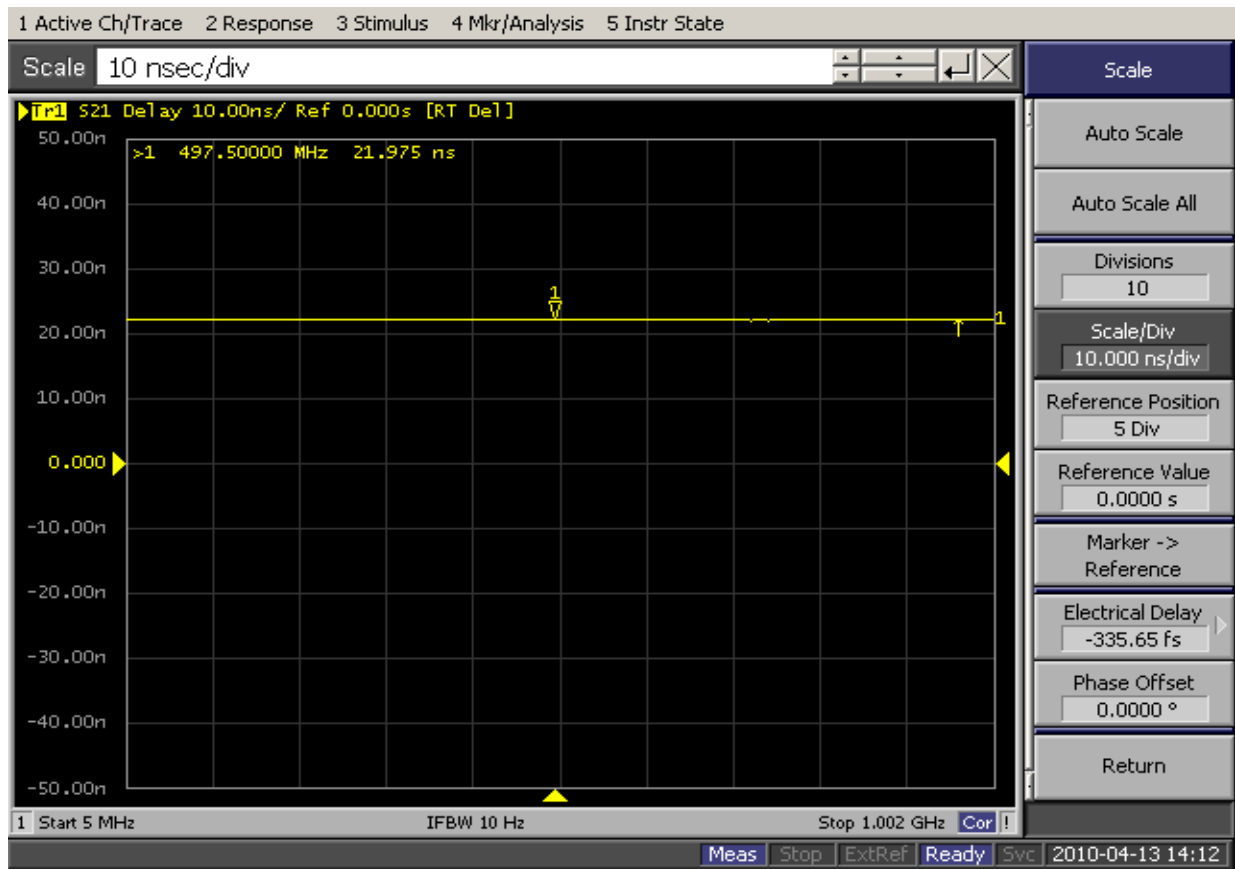 1 Active Ch/Trace 2 Response 3 Stimulus 4 Mkr/Analysis 5 Instr State
Scale 10 nsec/div
Scale
Tr1 S21 Delay 10.00ns/ Ref 0.000s [RT Del]
50.00n
>1 497.50000 MHz 21.975 ns
40.00n
30.00n
1
20.00n
1
10.00n
0.000
-10.00n
-20.00n
-30.00n
-40.00n
-50.00n
Auto Scale
Auto Scale All
Divisions
10
Scale/Div
10.000 ns/div
Reference Position
5 Div
Reference Value
0.0000 s
Marker ->
Reference
Electrical Delay
-335.65 fs
Phase Offset
0.0000 °
Return
1 Start 5 MHz IFBW 10 Hz Stop 1.002 GHz Cor !
Meas Stop ExtRef Ready Svc 2010-04-13 14:12